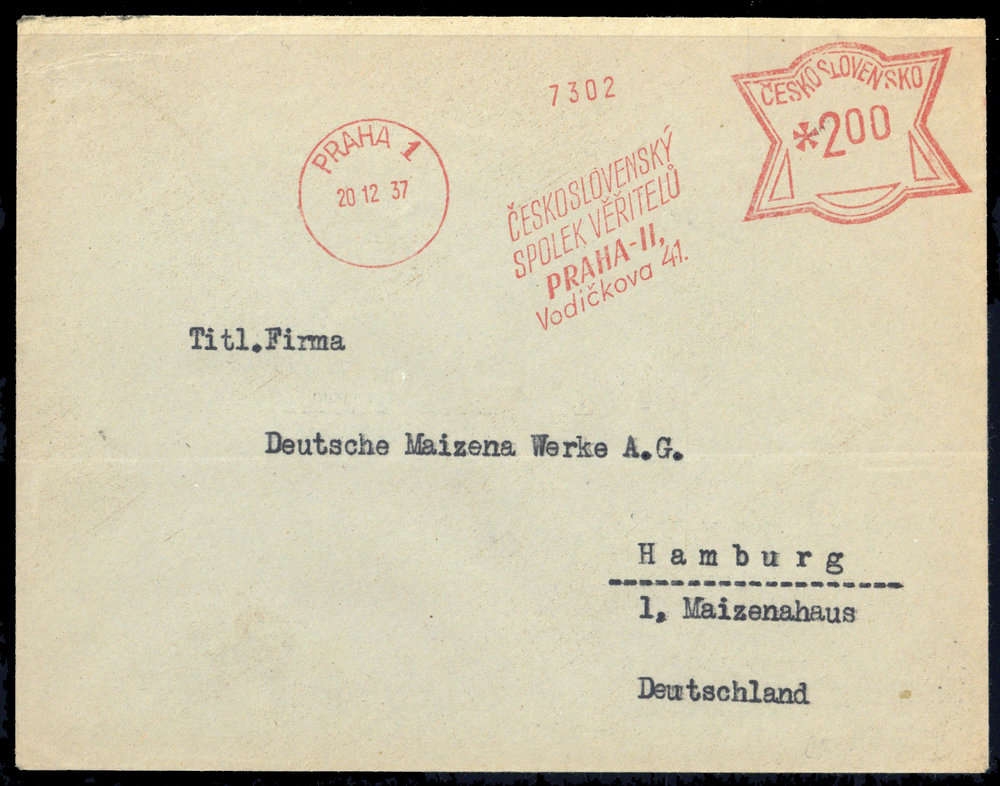 7302
ČESKOSLOVENSKO
*200
PRAHA 1
20 12 37
ČESKOSLOVENSKÝ
SPOLEK VĚŘITELŮ
PRAHA-II,
Vodičkova 41.
Titl.Firma
Deutsche Maizena Werke A.G.
Hamburg
1, Maizenahaus
Deutschland